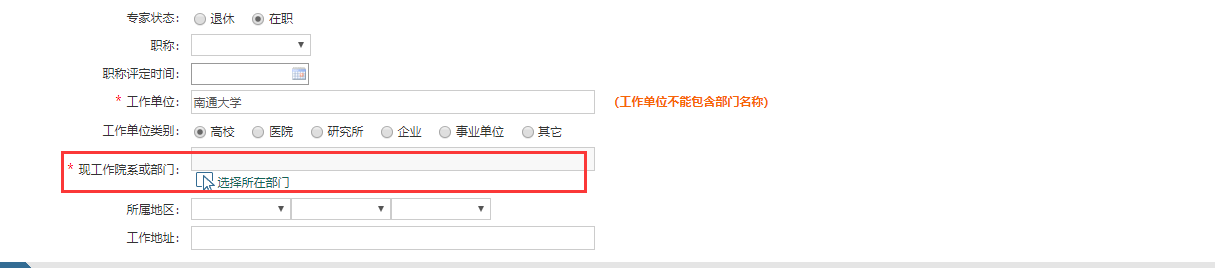 专家状态: 退休 在职
职称:
职称评定时间:
* 工作单位: 南通大学 (工作单位不能包含部门名称)
工作单位类别: 高校 医院 研究所 企业 事业单位 其它
* 现工作院系或部门:
选择所在部门
所属地区:
工作地址: